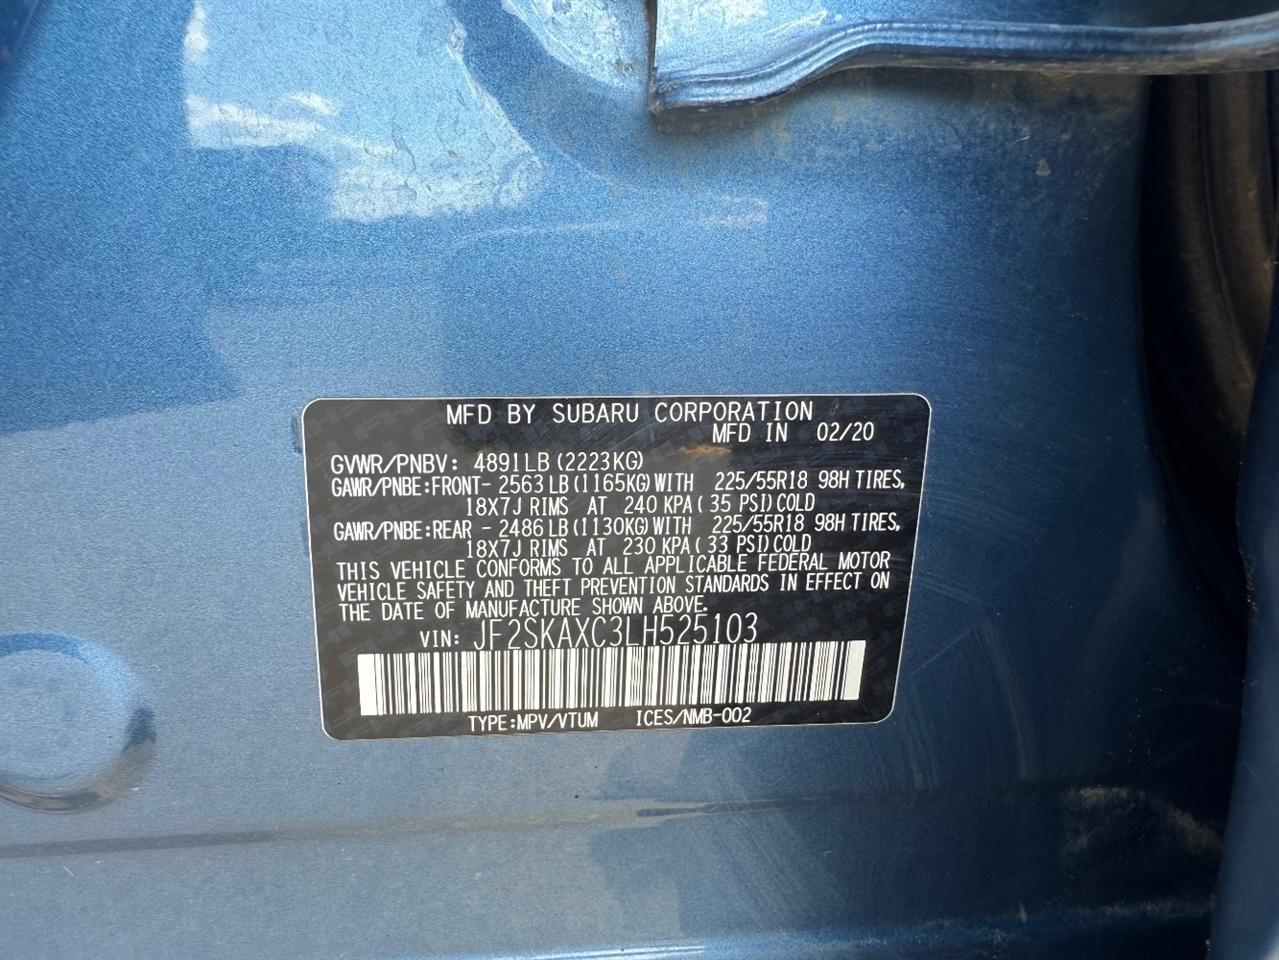 MFD BY SUBARU CORPORATION
MFD IN 02/20
GVWR/PNBV: 4891LB (2223KG)
GAWR/PNBE:FRONT- 2563 LB (1165KG) WITH 225/55R18 98H TIRES,
18X7J RIMS AT 240 KPA ( 35 PSI) COLD
GAWR/PNBE:REAR - 2486 LB (1130KG) WITH 225/55R18 98H TIRES,
18X7J RIMS AT 230 KPA ( 33 PSI) COLD
THIS VEHICLE CONFORMS TO ALL APPLICABLE FEDERAL MOTOR
VEHICLE SAFETY AND THEFT PREVENTION STANDARDS IN EFFECT ON
THE DATE OF MANUFACTURE SHOWN ABOVE.
VIN: JF2SKAXC3LH525103
TYPE:MPV/VTUM ICES/NMB-002